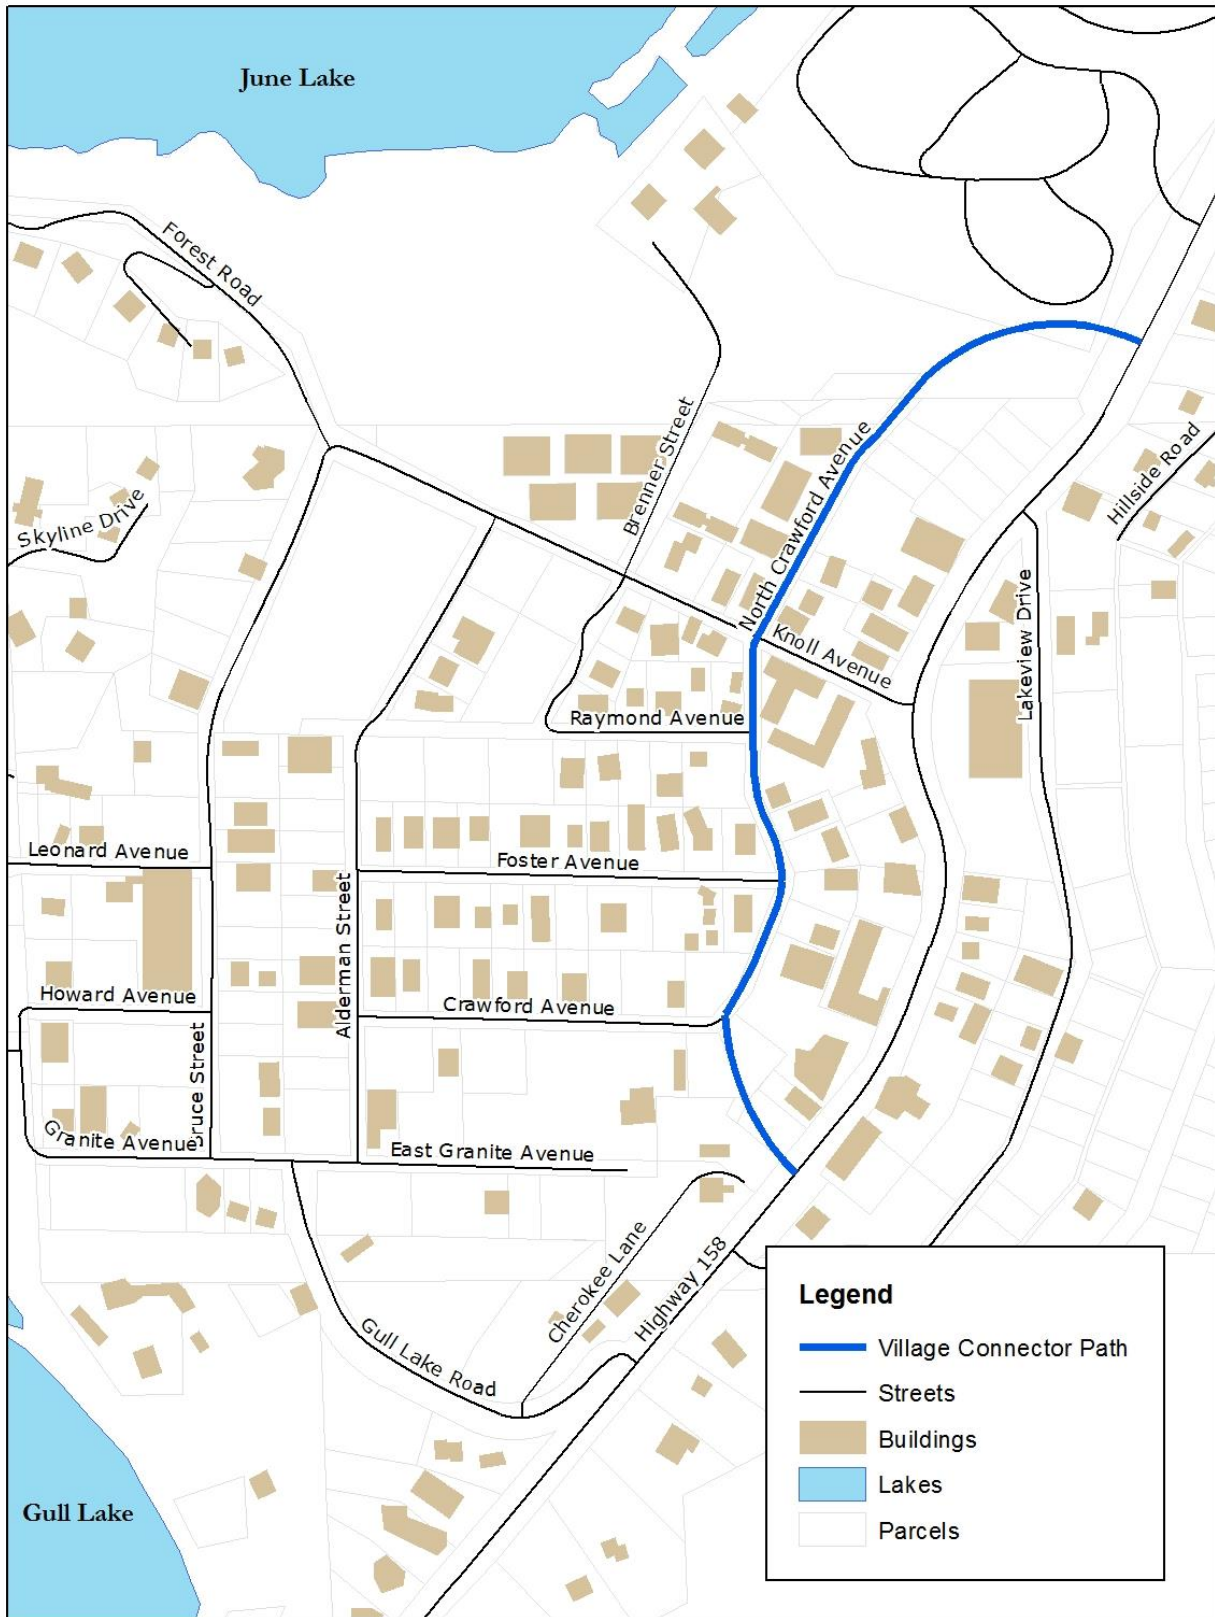 June Lake
Forest Road
Brenner Street
North Crawford Avenue
Hillside Road
Skyline Drive
Knoll Avenue
Lakeview Drive
Raymond Avenue
Leonard Avenue
Foster Avenue
Alderman Street
Howard Avenue
Crawford Avenue
Bruce Street
Granite Avenue
East Granite Avenue
Cherokee Lane
Highway 158
Gull Lake Road
Gull Lake
Legend
Village Connector Path
Streets
Buildings
Lakes
Parcels